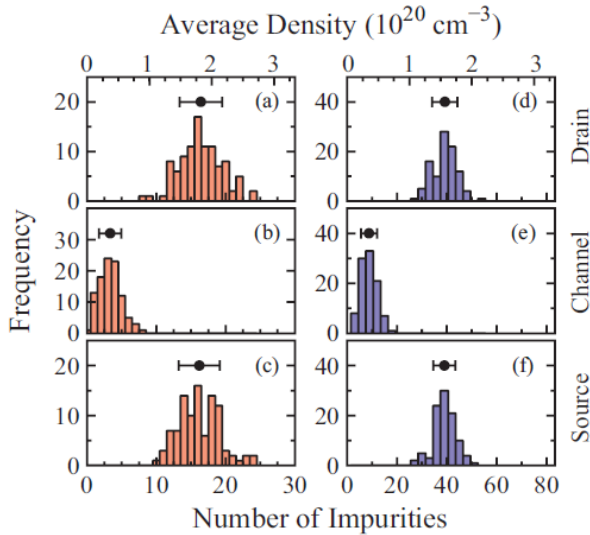 Average Density (10²⁰ cm⁻³)
0 1 2 3 0 1 2 3
20 (a) 40 (d)
10 20
0 0
Drain
30 (b) 40 (e)
20
10 20
0 0
Channel
20 (c) 40 (f)
10 20
0 0
Source
Frequency
0 10 20 30 0 20 40 60 80
Number of Impurities